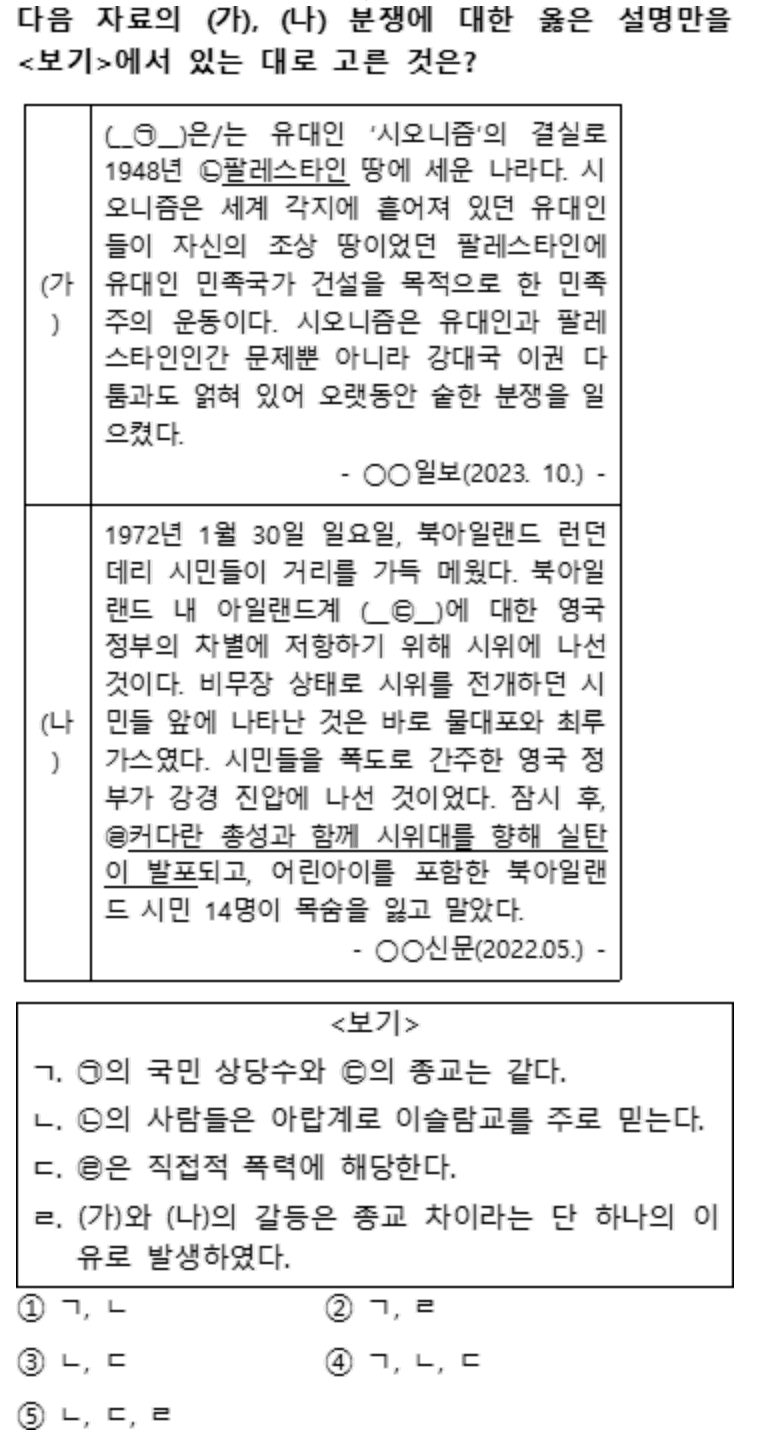 다음 자료의 (가), (나) 분쟁에 대한 옳은 설명만을
<보기>에서 있는 대로 고른 것은?
(__㉠__)은/는 유대인 '시오니즘'의 결실로
1948년 ㉡팔레스타인 땅에 세운 나라다. 시
오니즘은 세계 각지에 흩어져 있던 유대인
들이 자신의 조상 땅이었던 팔레스타인에
(가
유대인 민족국가 건설을 목적으로 한 민족
)
주의 운동이다. 시오니즘은 유대인과 팔레
스타인인간 문제뿐 아니라 강대국 이권 다
툼과도 얽혀 있어 오랫동안 숱한 분쟁을 일
으켰다.
- ○○일보(2023. 10.) -
1972년 1월 30일 일요일, 북아일랜드 런던
데리 시민들이 거리를 가득 메웠다. 북아일
랜드 내 아일랜드계 (__㉢__)에 대한 영국
정부의 차별에 저항하기 위해 시위에 나선
것이다. 비무장 상태로 시위를 전개하던 시
(나
민들 앞에 나타난 것은 바로 물대포와 최루
)
가스였다. 시민들을 폭도로 간주한 영국 정
부가 강경 진압에 나선 것이었다. 잠시 후,
㉣커다란 총성과 함께 시위대를 향해 실탄
이 발포되고, 어린아이를 포함한 북아일랜
드 시민 14명이 목숨을 잃고 말았다.
- ○○신문(2022.05.) -
<보기>
ㄱ. ㉠의 국민 상당수와 ㉢의 종교는 같다.
ㄴ. ㉡의 사람들은 아랍계로 이슬람교를 주로 믿는다.
ㄷ. ㉣은 직접적 폭력에 해당한다.
ㄹ. (가)와 (나)의 갈등은 종교 차이라는 단 하나의 이
유로 발생하였다.
① ㄱ, ㄴ ② ㄱ, ㄹ
③ ㄴ, ㄷ ④ ㄱ, ㄴ, ㄷ
⑤ ㄴ, ㄷ, ㄹ